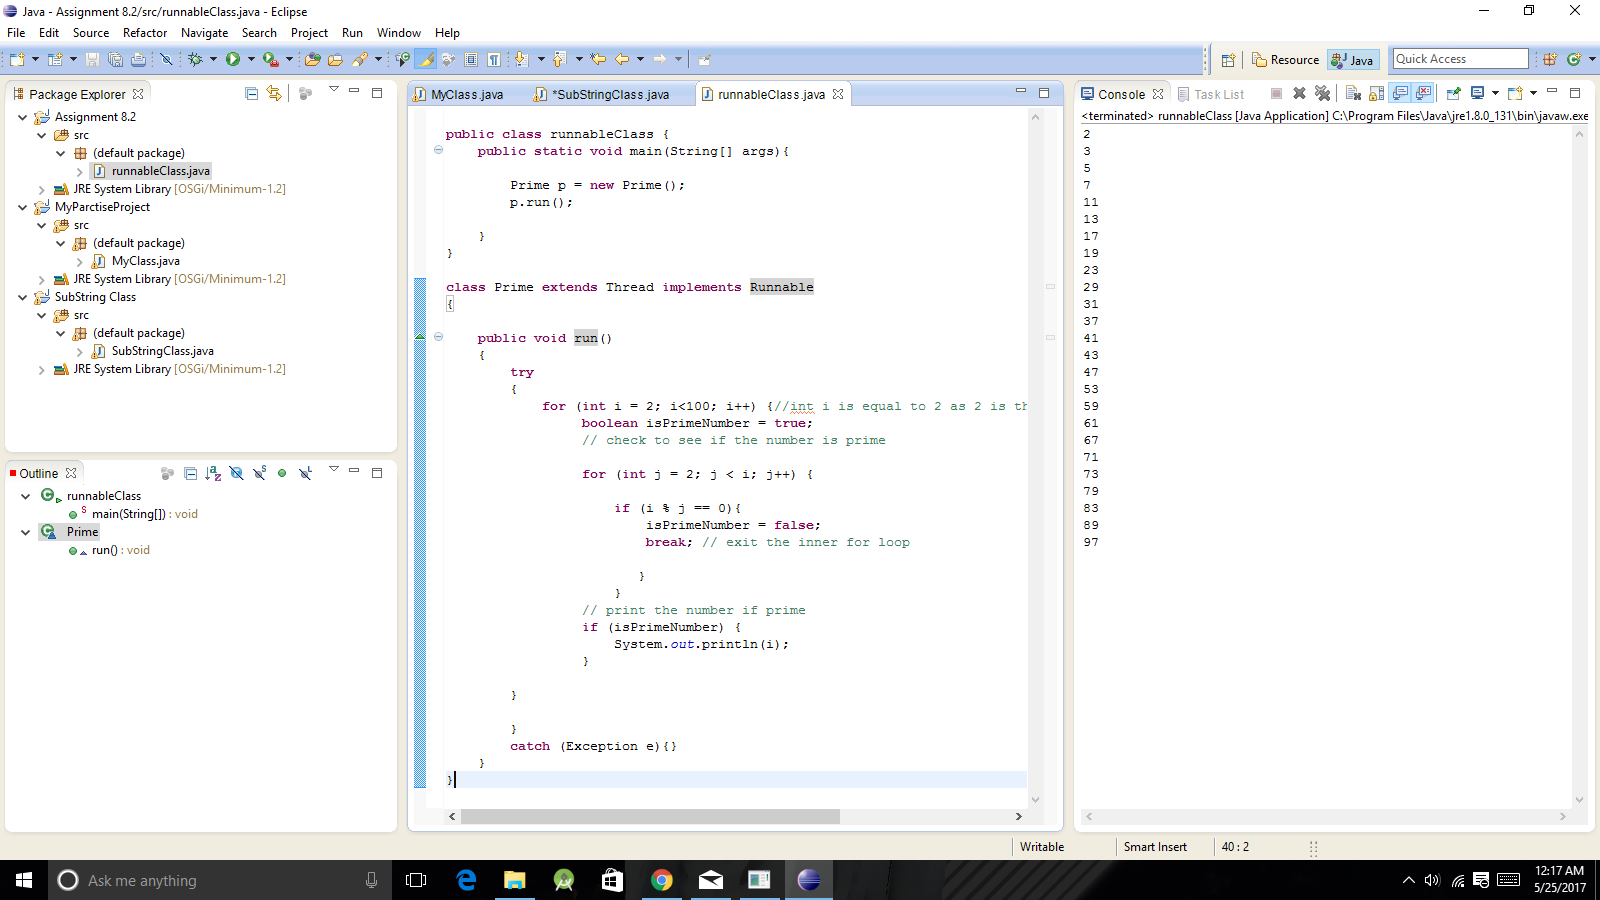 Java - Assignment 8.2/src/runnableClass.java - Eclipse
File Edit Source Refactor Navigate Search Project Run Window Help
Quick Access
Resource
Java
Package Explorer
Assignment 8.2
src
(default package)
runnableClass.java
JRE System Library [OSGi/Minimum-1.2]
MyParctiseProject
src
(default package)
MyClass.java
JRE System Library [OSGi/Minimum-1.2]
SubString Class
src
(default package)
SubStringClass.java
JRE System Library [OSGi/Minimum-1.2]
Outline
runnableClass
main(String[]) : void
Prime
run() : void
MyClass.java *SubStringClass.java runnableClass.java
public class runnableClass {
public static void main(String[] args){
Prime p = new Prime();
p.run();
}
}
class Prime extends Thread implements Runnable
{
public void run()
{
try
{
for (int i = 2; i<100; i++) {//int i is equal to 2 as 2 is th
boolean isPrimeNumber = true;
// check to see if the number is prime
for (int j = 2; j < i; j++) {
if (i % j == 0){
isPrimeNumber = false;
break; // exit the inner for loop
}
}
// print the number if prime
if (isPrimeNumber) {
System.out.println(i);
}
}
}
catch (Exception e){}
}
}
Console Task List
<terminated> runnableClass [Java Application] C:\Program Files\Java\jre1.8.0_131\bin\javaw.exe
2
3
5
7
11
13
17
19
23
29
31
37
41
43
47
53
59
61
67
71
73
79
83
89
97
Writable Smart Insert 40 : 2
Ask me anything
12:17 AM
5/25/2017